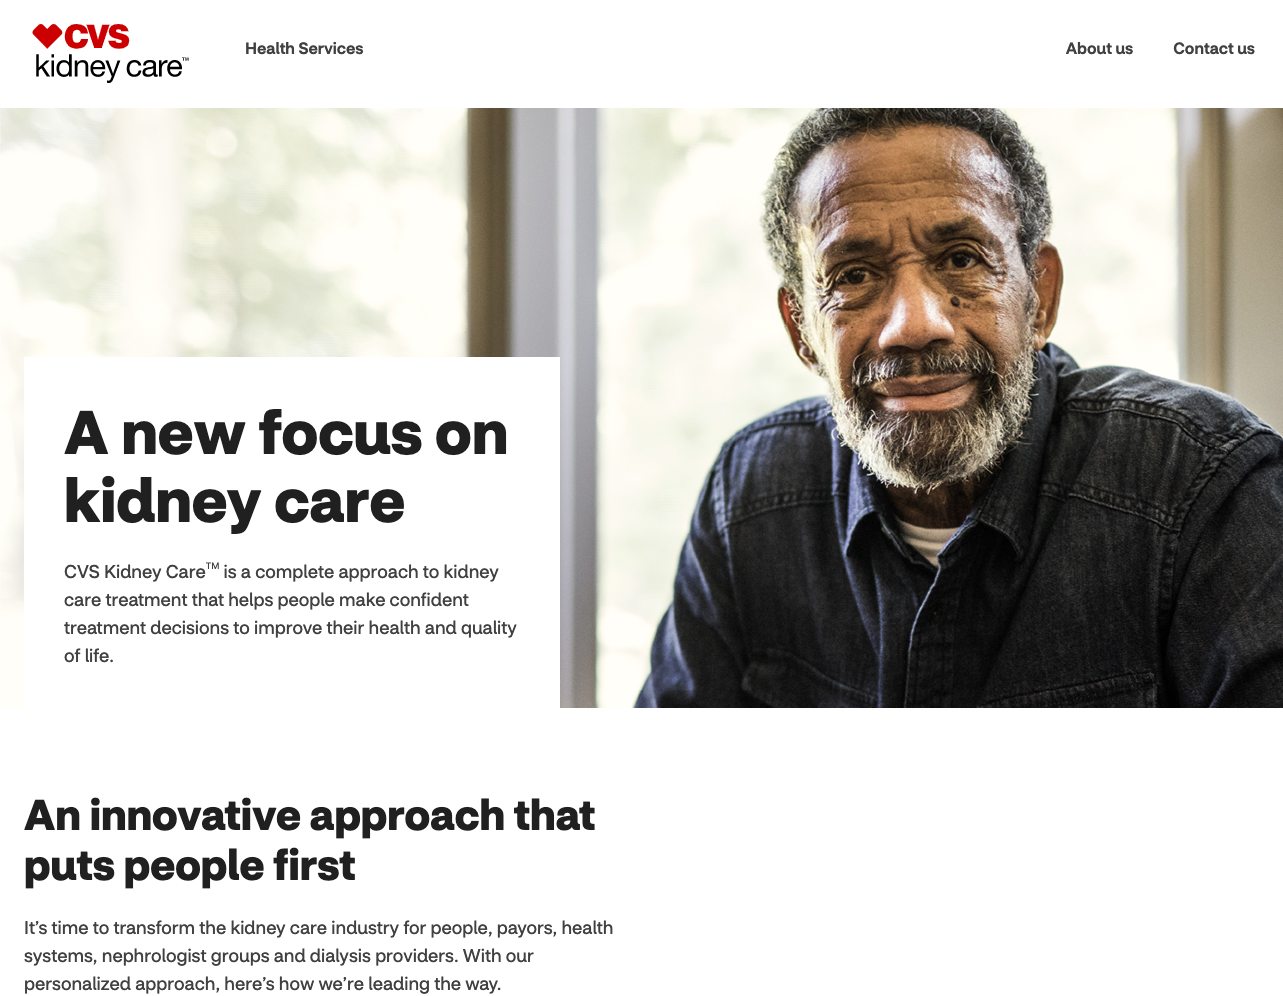 CVS
kidney care™
Health Services
About us
Contact us
A new focus on
kidney care
CVS Kidney Care™ is a complete approach to kidney
care treatment that helps people make confident
treatment decisions to improve their health and quality
of life.
An innovative approach that
puts people first
It’s time to transform the kidney care industry for people, payors, health
systems, nephrologist groups and dialysis providers. With our
personalized approach, here’s how we’re leading the way.